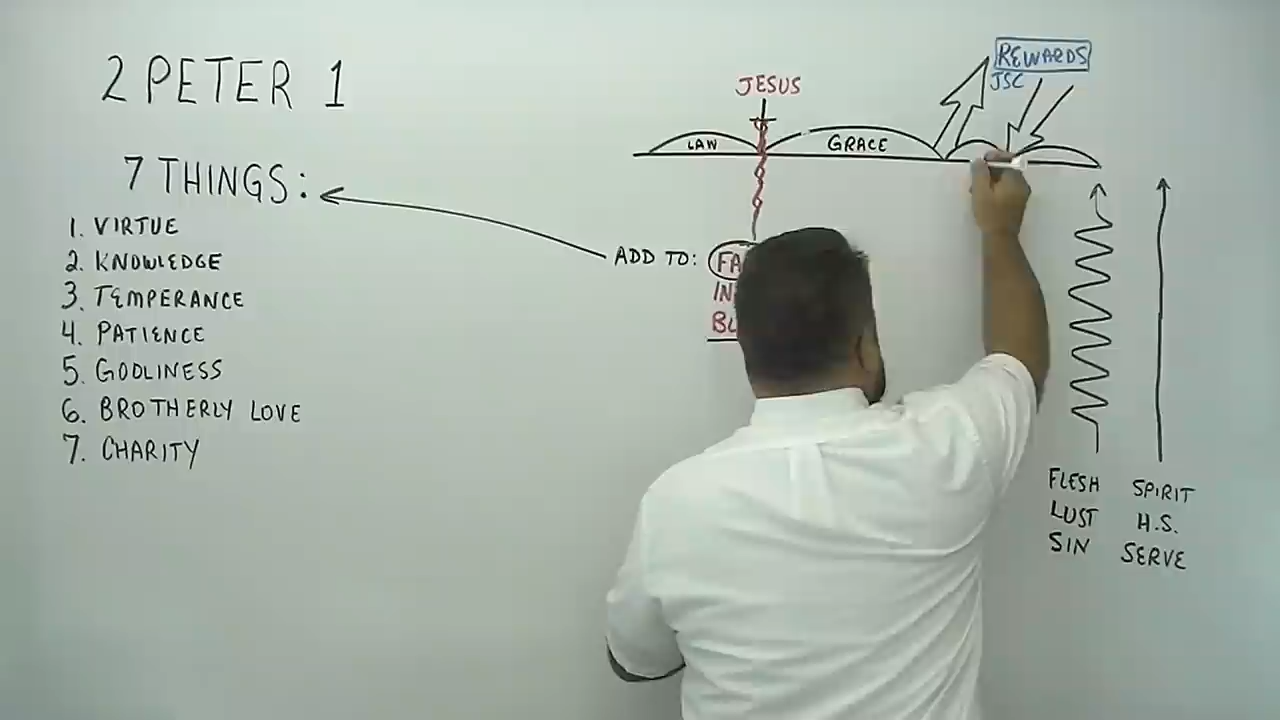 2 PETER 1
7 THINGS:
1. VIRTUE
2. KNOWLEDGE
3. TEMPERANCE
4. PATIENCE
5. GODLINESS
6. BROTHERLY LOVE
7. CHARITY
JESUS
LAW
GRACE
REWARDS
JSC
ADD TO:
FLESH
LUST
SIN
SPIRIT
H.S.
SERVE